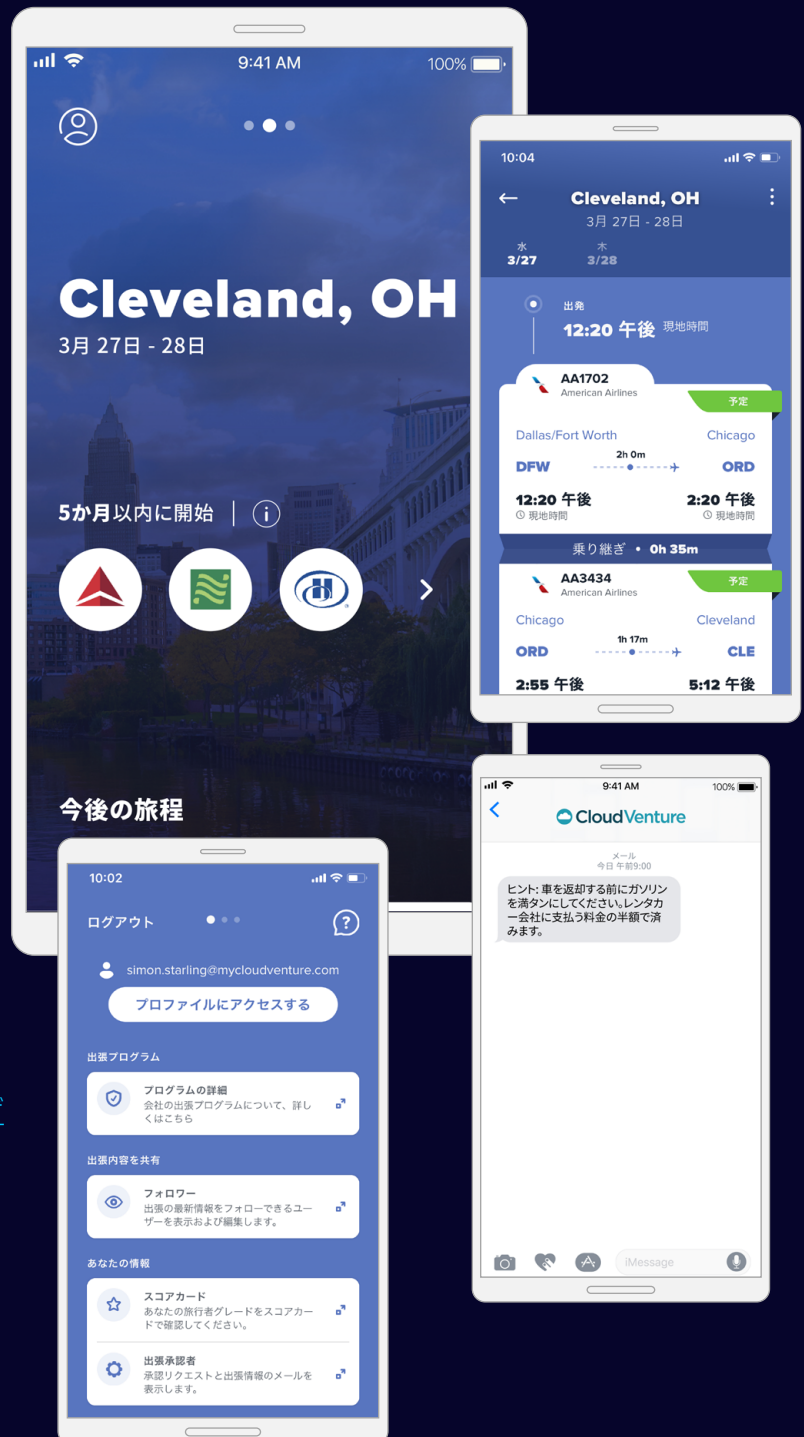 9:41 AM
100%
Cleveland, OH
3月 27日 - 28日
5か月以内に開始
今後の旅程
10:04
Cleveland, OH
3月 27日 - 28日
水 木
3/27 3/28
出発
12:20 午後 現地時間
AA1702
American Airlines
予定
Dallas/Fort Worth Chicago
2h 0m
DFW ORD
12:20 午後 2:20 午後
現地時間 現地時間
乗り継ぎ • 0h 35m
AA3434
American Airlines
予定
Chicago Cleveland
1h 17m
ORD CLE
2:55 午後 5:12 午後
10:02
ログアウト
simon.starling@mycloudventure.com
プロファイルにアクセスする
出張プログラム
プログラムの詳細
会社の出張プログラムについて、詳し
くはこちら
出張内容を共有
フォロワー
出張の最新情報をフォローできるユー
ザーを表示および編集します。
あなたの情報
スコアカード
あなたの旅行者グレードをスコアカー
ドで確認してください。
出張承認者
承認リクエストと出張情報のメールを
表示します。
9:41 AM
100%
CloudVenture
メール
今日 午前9:00
ヒント: 車を返却する前にガソリン
を満タンにしてください。レンタカ
ー会社に支払う料金の半額で済
みます。
iMessage